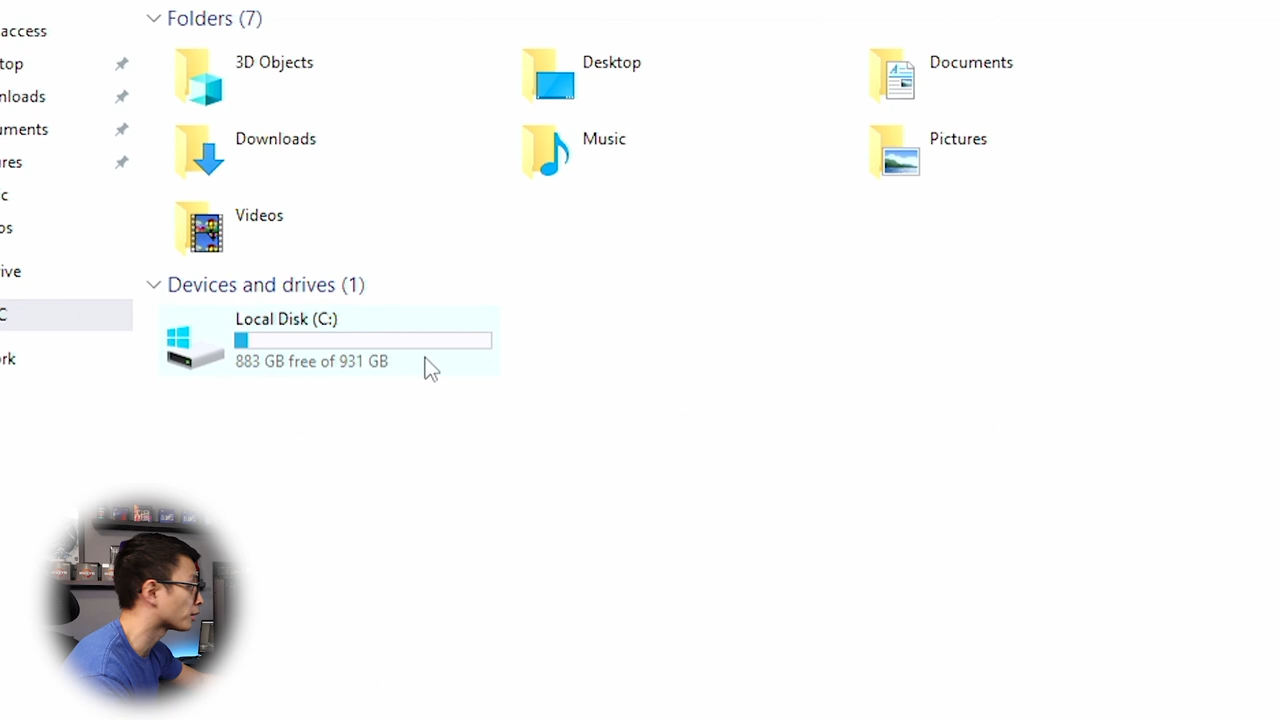 Folders (7)
access
top
3D Objects
Desktop
Documents
nloads
uments
Downloads
Music
Pictures
res
c
os
Videos
ive
Devices and drives (1)
C
Local Disk (C:)
883 GB free of 931 GB
rk